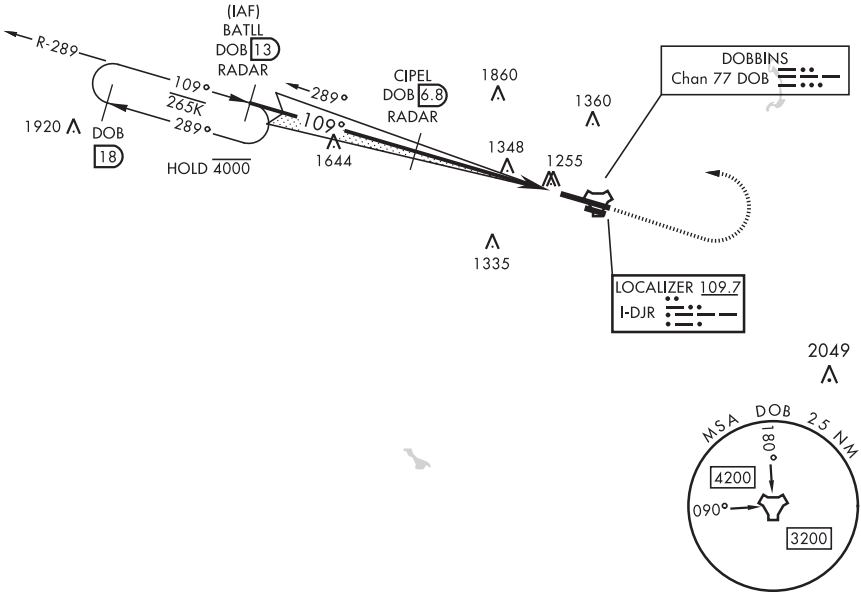 (IAF)
BATLL
DOB 13
RADAR
R-289
109°
265K
289°
1920
DOB
18
HOLD 4000
289°
109°
1644
CIPEL
DOB 6.8
RADAR
1860
1360
1348
1255
1335
DOBBINS
Chan 77 DOB
LOCALIZER 109.7
I-DJR
2049
MSA DOB 25 NM
180°
4200
090°
3200